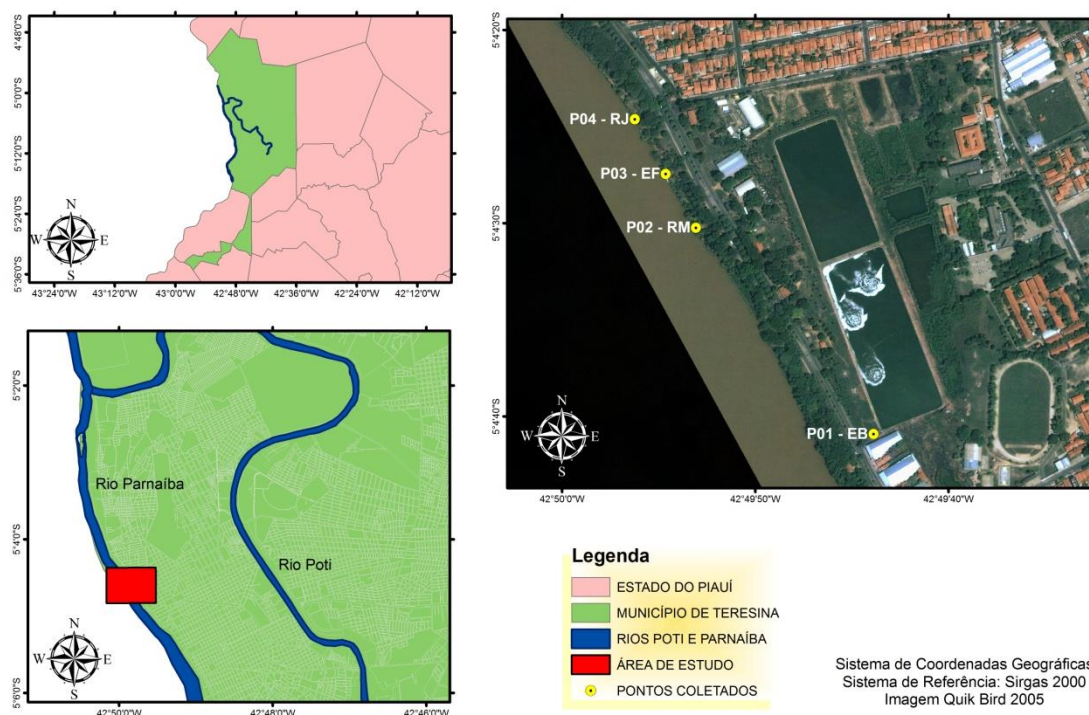 4°48'0"S
5°0'0"S
5°12'0"S
5°24'0"S
5°36'0"S
N
W E
S
43°24'0"W 43°12'0"W 43°0'0"W 42°48'0"W 42°36'0"W 42°24'0"W 42°12'0"W
5°4'20"S
5°4'30"S
5°4'40"S
P04 - RJ
P03 - EF
P02 - RM
P01 - EB
N
W E
S
42°50'0"W 42°49'50"W 42°49'40"W
5°2'0"S
5°4'0"S
5°6'0"S
Rio Parnaíba
Rio Poti
N
W E
S
42°50'0"W 42°48'0"W 42°46'0"W
Legenda
ESTADO DO PIAUÍ
MUNICÍPIO DE TERESINA
RIOS POTI E PARNAÍBA
ÁREA DE ESTUDO
PONTOS COLETADOS
Sistema de Coordenadas Geográficas
Sistema de Referência: Sirgas 2000
Imagem Quik Bird 2005